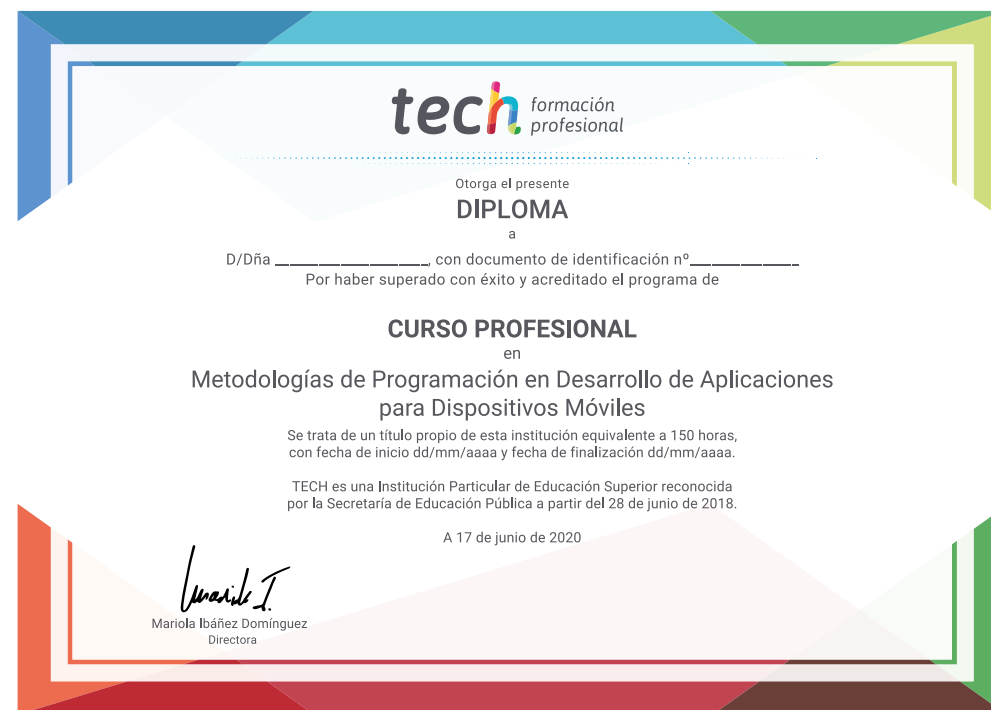 tech formación
profesional
Otorga el presente
DIPLOMA
a
D/Dña ____________________, con documento de identificación nº______________
Por haber superado con éxito y acreditado el programa de
CURSO PROFESIONAL
en
Metodologías de Programación en Desarrollo de Aplicaciones
para Dispositivos Móviles
Se trata de un título propio de esta institución equivalente a 150 horas,
con fecha de inicio dd/mm/aaaa y fecha de finalización dd/mm/aaaa.
TECH es una Institución Particular de Educación Superior reconocida
por la Secretaría de Educación Pública a partir del 28 de junio de 2018.
A 17 de junio de 2020
Mariola I.
Mariola Ibáñez Domínguez
Directora